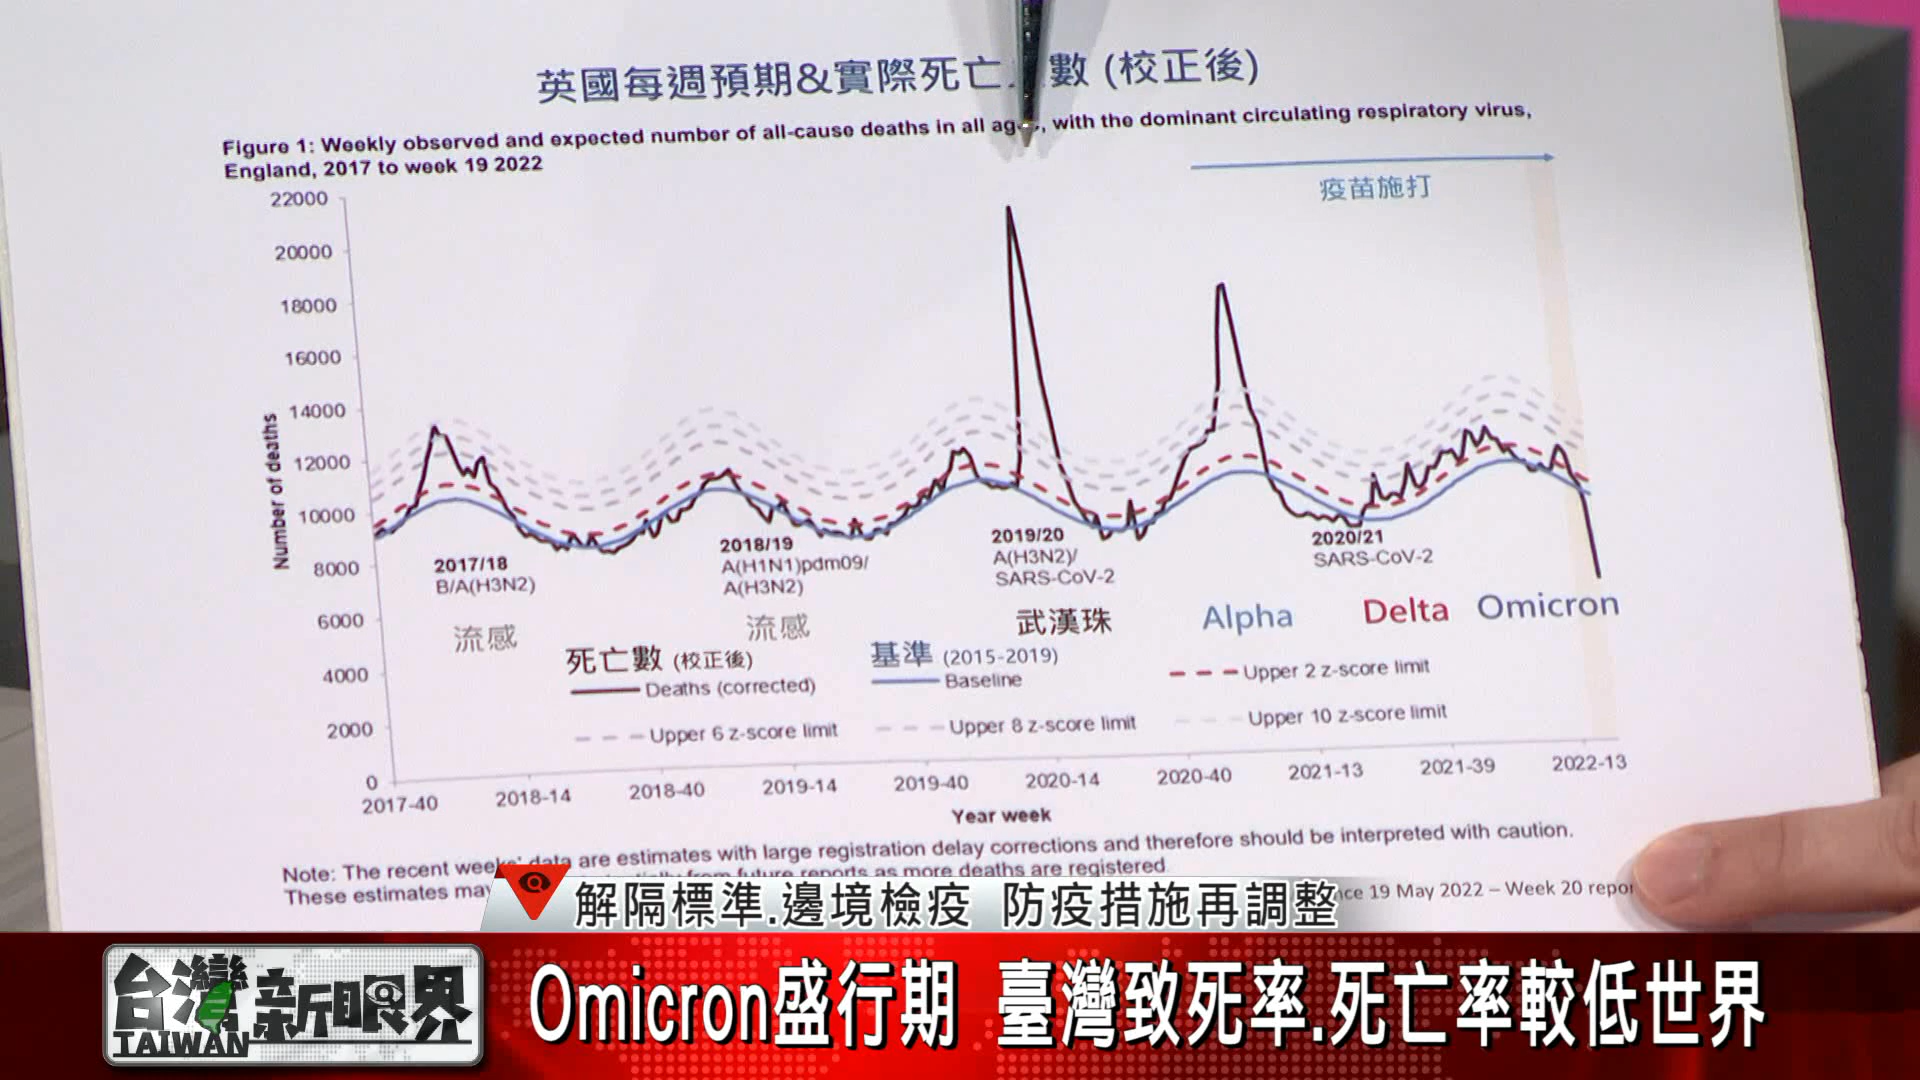 英國每週預期&實際死亡 數 (校正後)
Figure 1: Weekly observed and expected number of all-cause deaths in all , with the dominant circulating respiratory virus,
England, 2017 to week 19 2022
疫苗施打
22000
20000
18000
16000
14000
12000
10000
8000
6000
4000
2000
0
Number of deaths
2017/18
B/A(H3N2)
流感
2018/19
A(H1N1)pdm09/
A(H3N2)
流感
2019/20
A(H3N2)/
SARS-CoV-2
武漢珠
2020/21
SARS-CoV-2
Alpha
Delta
Omicron
死亡數 (校正後)
Deaths (corrected)
基準 (2015-2019)
Baseline
Upper 2 z-score limit
Upper 6 z-score limit
Upper 8 z-score limit
Upper 10 z-score limit
2017-40 2018-14 2018-40 2019-14 2019-40 2020-14 2020-40 2021-13 2021-39 2022-13
Year week
Note: The recent weeks' data are estimates with large registration delay corrections and therefore should be interpreted with caution.
These estimates may from future reports as more deaths are registered
19 May 2022 – Week 20
解隔標準.邊境檢疫 防疫措施再調整
台灣新眼界
TAIWAN
Omicron盛行期 臺灣致死率.死亡率較低世界